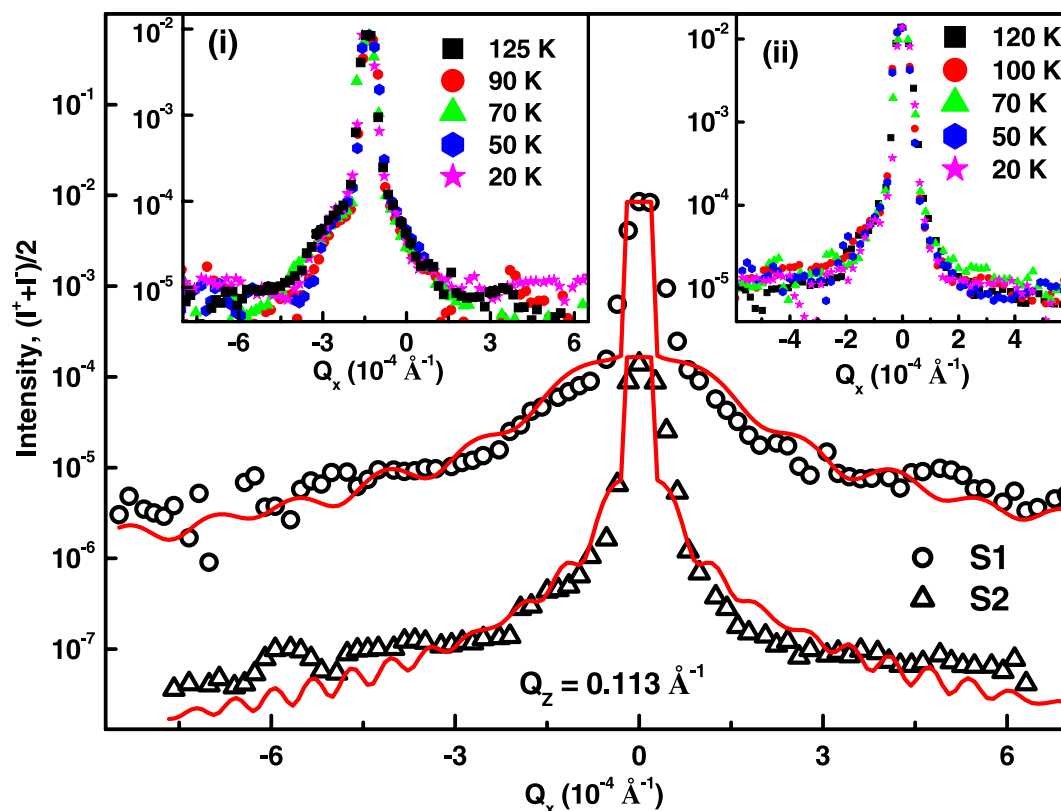 Intensity, (I⁺+I⁻)/2
10⁻¹
10⁻²
10⁻³
10⁻⁴
10⁻⁵
10⁻⁶
10⁻⁷
(i)
10⁻²
10⁻³
10⁻⁴
10⁻⁵
125 K
90 K
70 K
50 K
20 K
-6 -3 0 3 6
Qₓ (10⁻⁴ Å⁻¹)
(ii)
10⁻²
10⁻³
10⁻⁴
10⁻⁵
120 K
100 K
70 K
50 K
20 K
-4 -2 0 2 4
Qₓ (10⁻⁴ Å⁻¹)
S1
S2
Q_Z = 0.113 Å⁻¹
-6 -3 0 3 6
Qₓ (10⁻⁴ Å⁻¹)